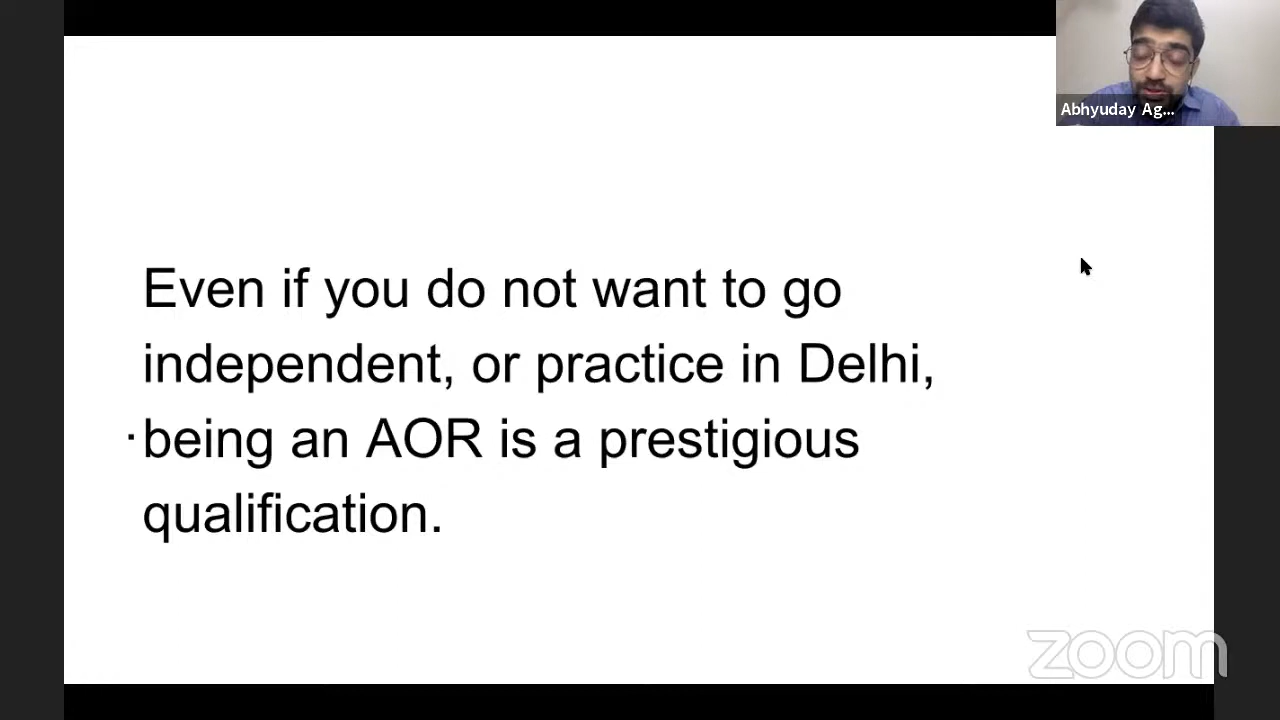 Abhyuday Ag...
Even if you do not want to go
independent, or practice in Delhi,
being an AOR is a prestigious
qualification.
zoom